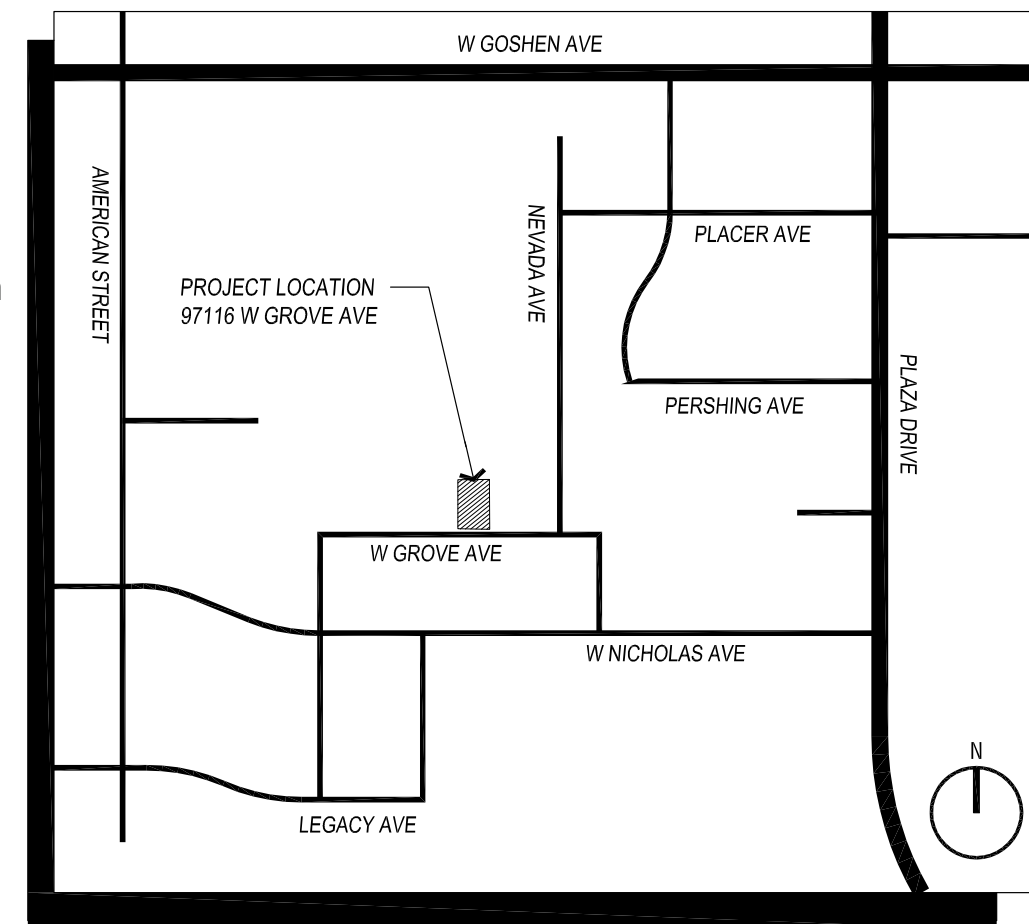 W GOSHEN AVE
AMERICAN STREET
NEVADA AVE
PLACER AVE
PROJECT LOCATION
97116 W GROVE AVE
PLAZA DRIVE
PERSHING AVE
W GROVE AVE
W NICHOLAS AVE
N
LEGACY AVE